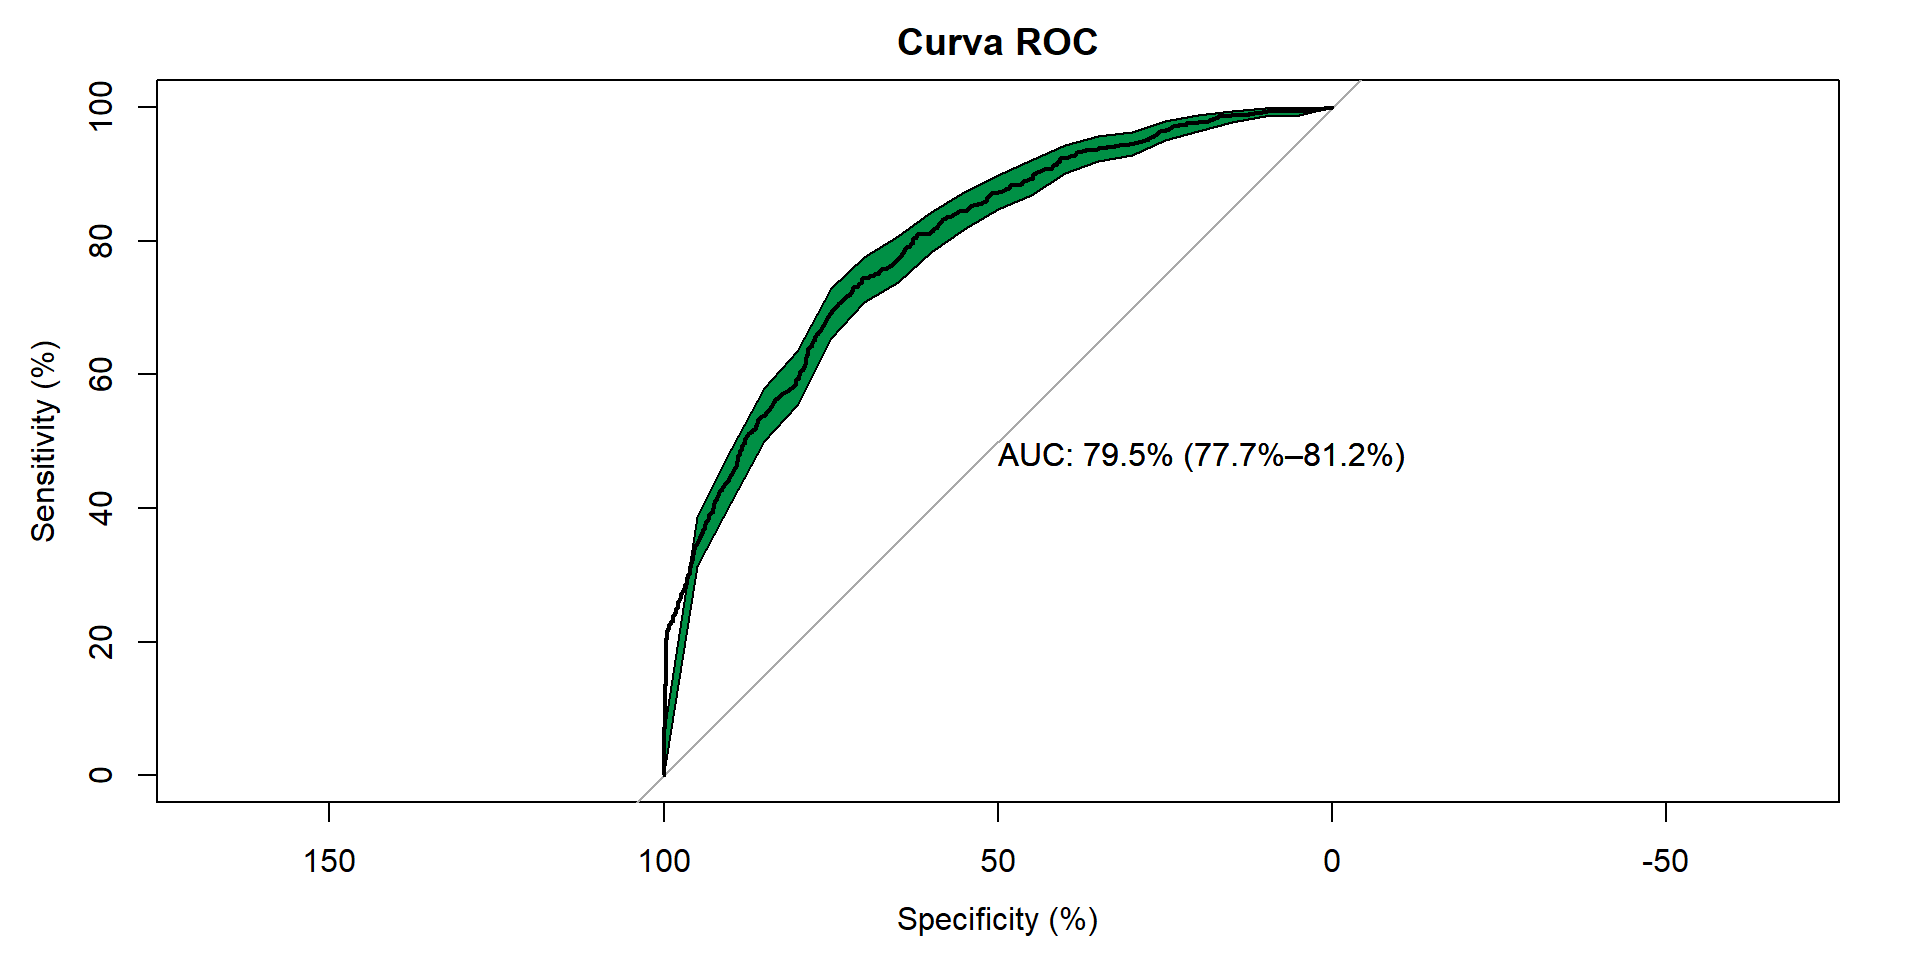 Curva ROC
100
80
60
40
20
0
Sensitivity (%)
AUC: 79.5% (77.7%–81.2%)
150 100 50 0 -50
Specificity (%)